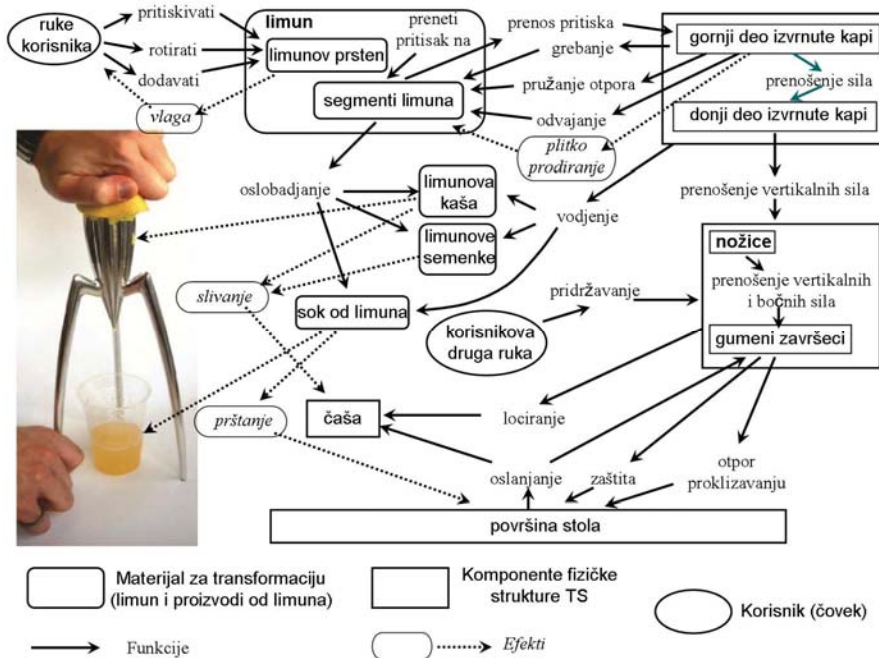 ruke
korisnika
pritiskivati
rotirati
dodavati
vlaga
limun
limunov prsten
preneti
pritisak na
segmenti limuna
prenos pritiska
grebanje
pružanje otpora
odvajanje
plitko
prodiranje
gornji deo izvrnute kapi
prenošenje sila
donji deo izvrnute kapi
prenošenje vertikalnih sila
oslobadjanje
limunova
kaša
limunove
semenke
vodjenje
slivanje
sok od limuna
pridržavanje
korisnikova
druga ruka
nožice
prenošenje vertikalnih
i bočnih sila
gumeni završeci
prštanje
čaša
lociranje
oslanjanje
zaštita
otpor
proklizavanju
površina stola
Materijal za transformaciju
(limun i proizvodi od limuna)
Komponente fizičke
strukture TS
Korisnik (čovek)
Funkcije
Efekti